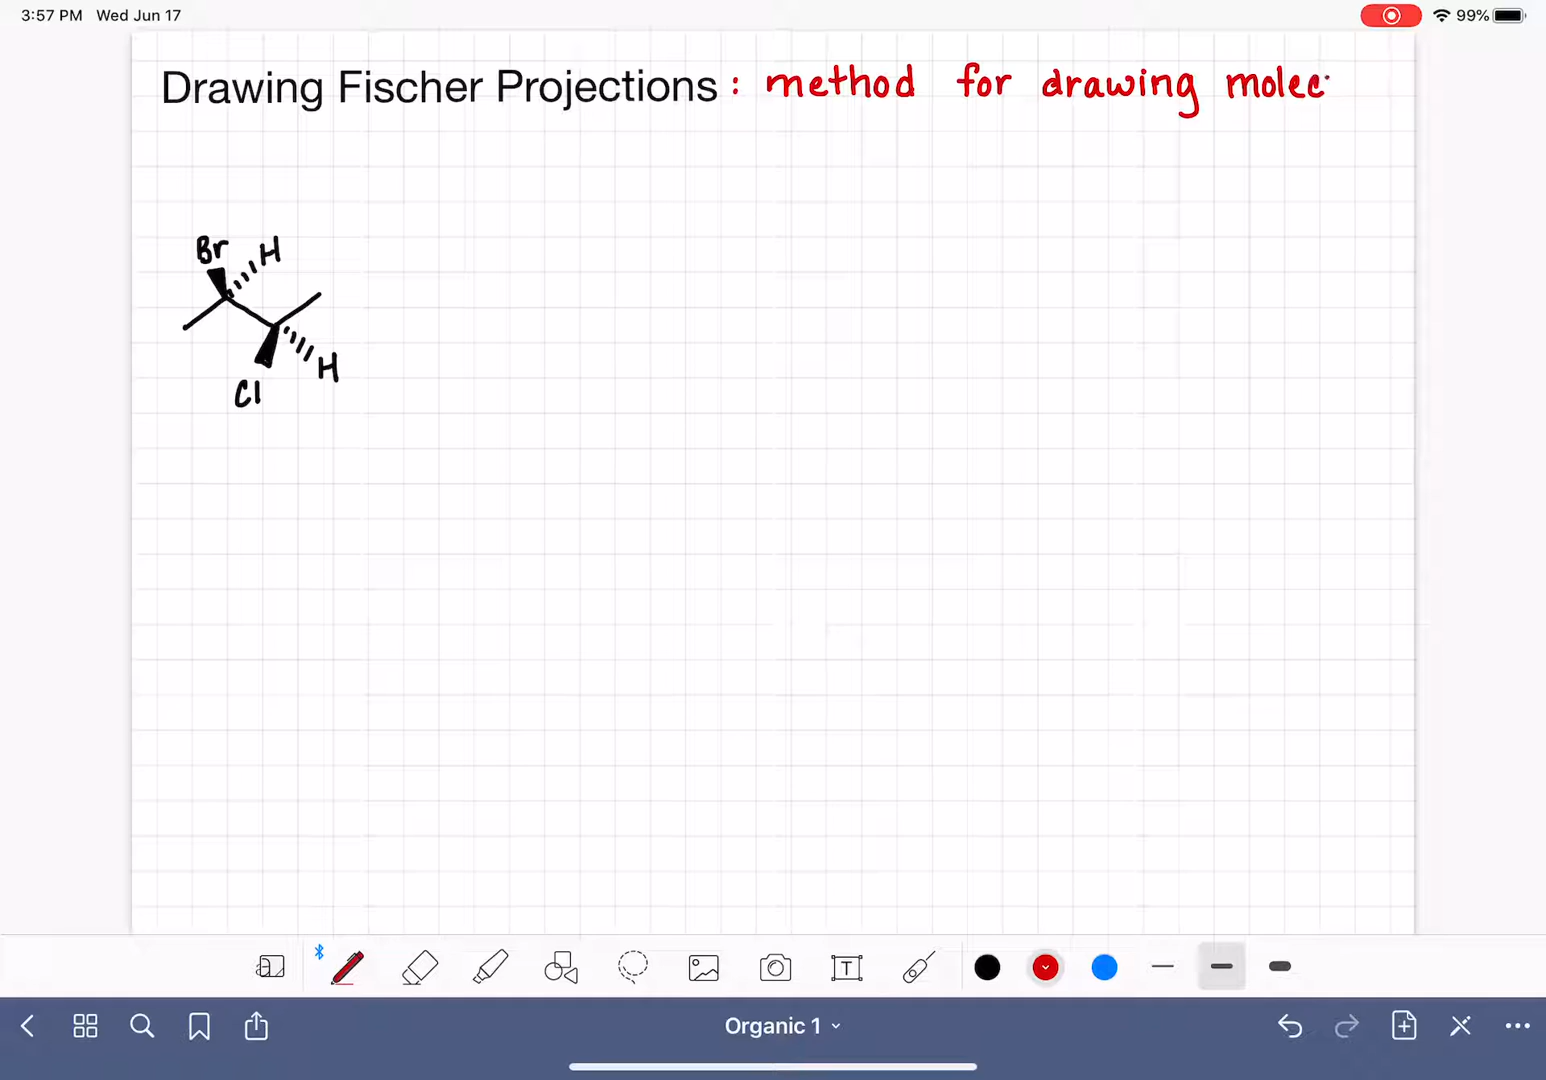 3:57 PM Wed Jun 17
99%
Drawing Fischer Projections : method for drawing molec
Br H
Cl H
T
Organic 1